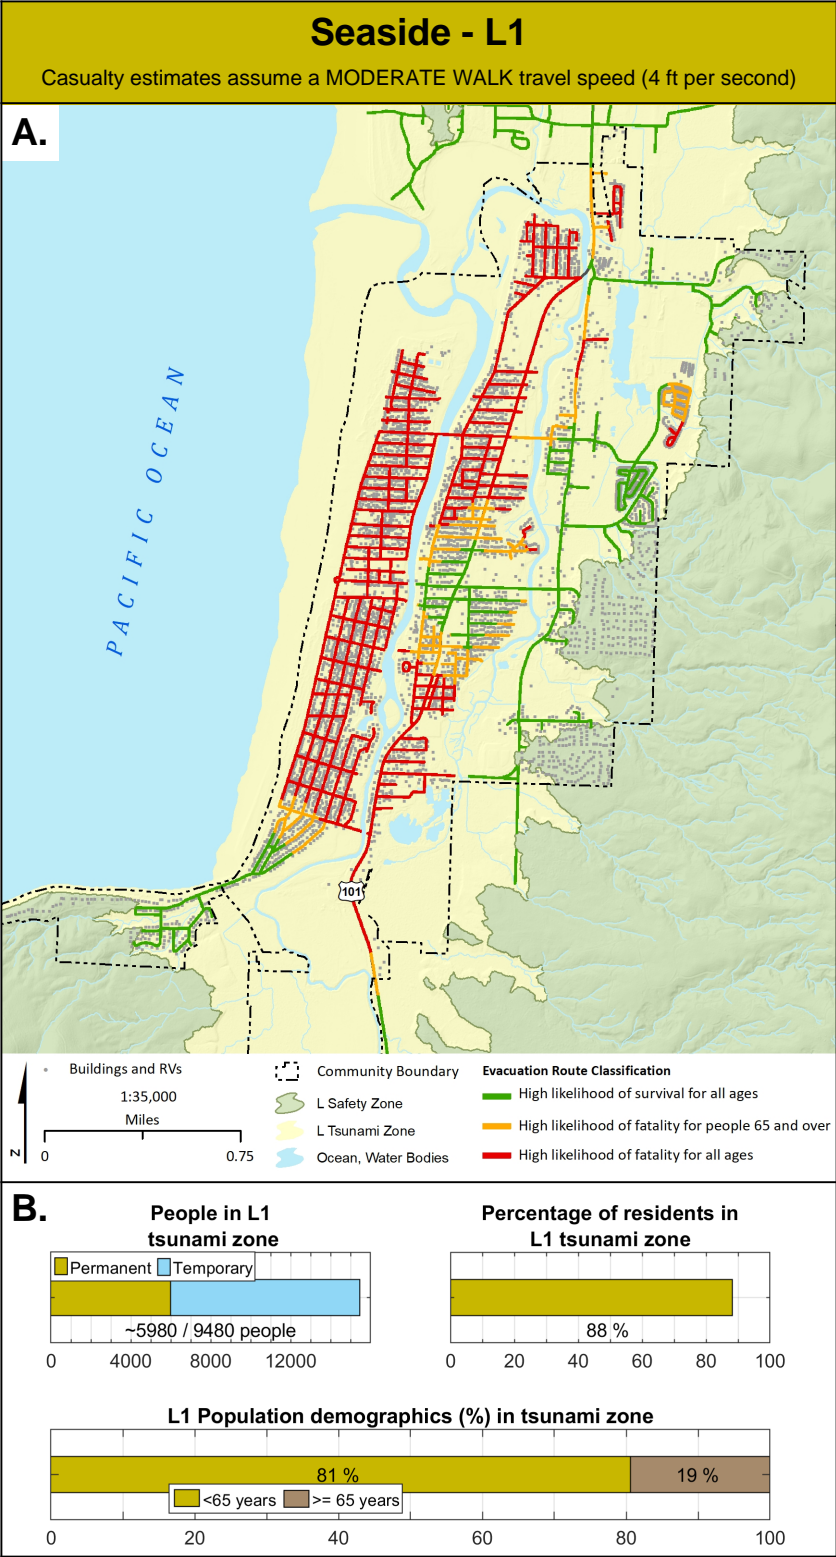 Seaside - L1
Casualty estimates assume a MODERATE WALK travel speed (4 ft per second)
A.
PACIFIC OCEAN
101
Buildings and RVs
1:35,000
Miles
0 0.75
N
Community Boundary
L Safety Zone
L Tsunami Zone
Ocean, Water Bodies
Evacuation Route Classification
High likelihood of survival for all ages
High likelihood of fatality for people 65 and over
High likelihood of fatality for all ages
B.
People in L1
tsunami zone
Permanent Temporary
~5980 / 9480 people
0 4000 8000 12000
Percentage of residents in
L1 tsunami zone
88 %
0 20 40 60 80 100
L1 Population demographics (%) in tsunami zone
81 % 19 %
<65 years >= 65 years
0 20 40 60 80 100